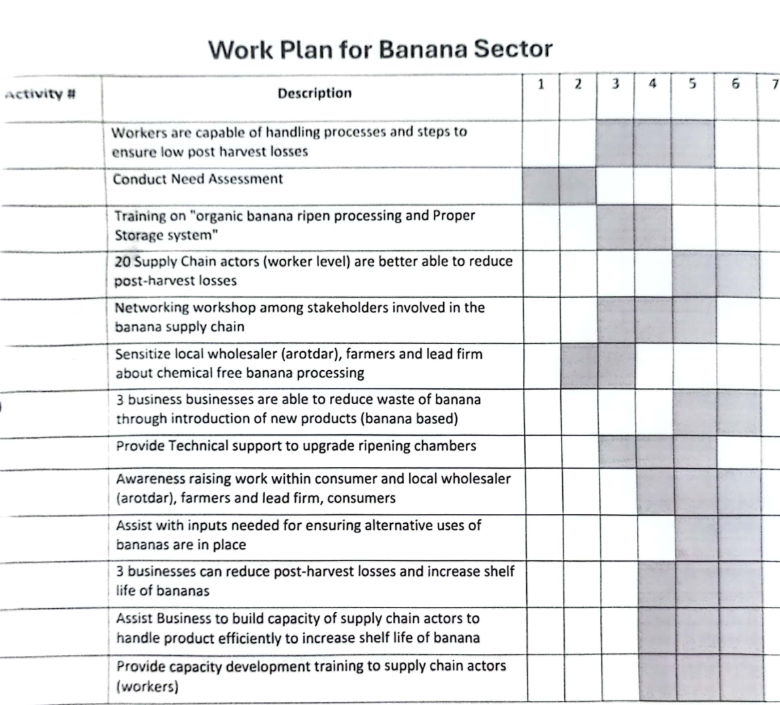 Work Plan for Banana Sector
Activity # Description 1 2 3 4 5 6 7
Workers are capable of handling processes and steps to
ensure low post harvest losses
Conduct Need Assessment
Training on "organic banana ripen processing and Proper
Storage system"
20 Supply Chain actors (worker level) are better able to reduce
post-harvest losses
Networking workshop among stakeholders involved in the
banana supply chain
Sensitize local wholesaler (arotdar), farmers and lead firm
about chemical free banana processing
3 business businesses are able to reduce waste of banana
through introduction of new products (banana based)
Provide Technical support to upgrade ripening chambers
Awareness raising work within consumer and local wholesaler
(arotdar), farmers and lead firm, consumers
Assist with inputs needed for ensuring alternative uses of
bananas are in place
3 businesses can reduce post-harvest losses and increase shelf
life of bananas
Assist Business to build capacity of supply chain actors to
handle product efficiently to increase shelf life of banana
Provide capacity development training to supply chain actors
(workers)